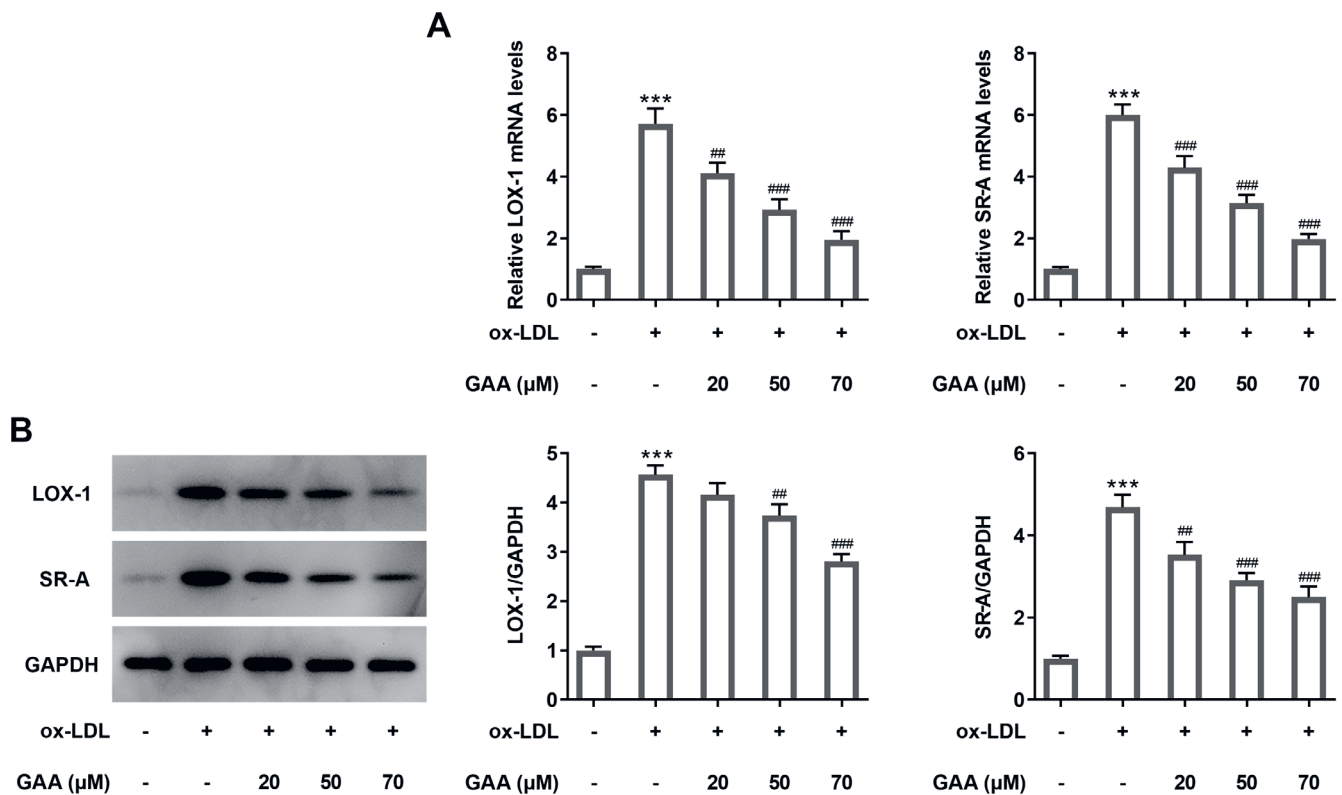 A
Relative LOX-1 mRNA levels
8
6
4
2
0
***
##
###
###
ox-LDL - + + + +
GAA (µM) - - 20 50 70
Relative SR-A mRNA levels
8
6
4
2
0
***
###
###
###
ox-LDL - + + + +
GAA (µM) - - 20 50 70
B
LOX-1
SR-A
GAPDH
ox-LDL - + + + +
GAA (µM) - - 20 50 70
LOX-1/GAPDH
5
4
3
2
1
0
***
##
###
ox-LDL - + + + +
GAA (µM) - - 20 50 70
SR-A/GAPDH
6
4
2
0
***
##
###
###
ox-LDL - + + + +
GAA (µM) - - 20 50 70